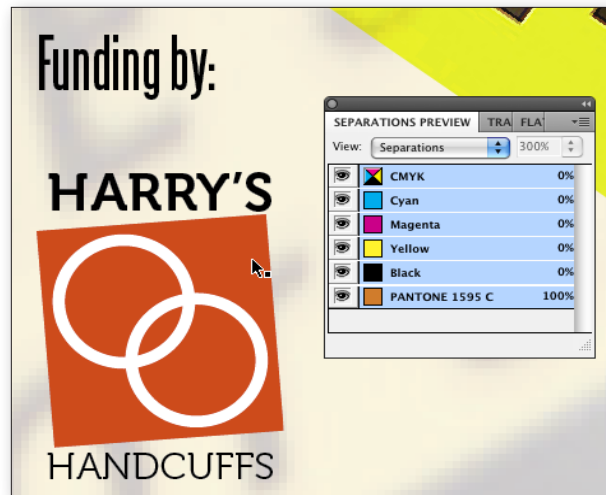 Funding by:
HARRY'S
HANDCUFFS
SEPARATIONS PREVIEW TRA FLA
View: Separations 300%
CMYK 0%
Cyan 0%
Magenta 0%
Yellow 0%
Black 0%
PANTONE 1595 C 100%